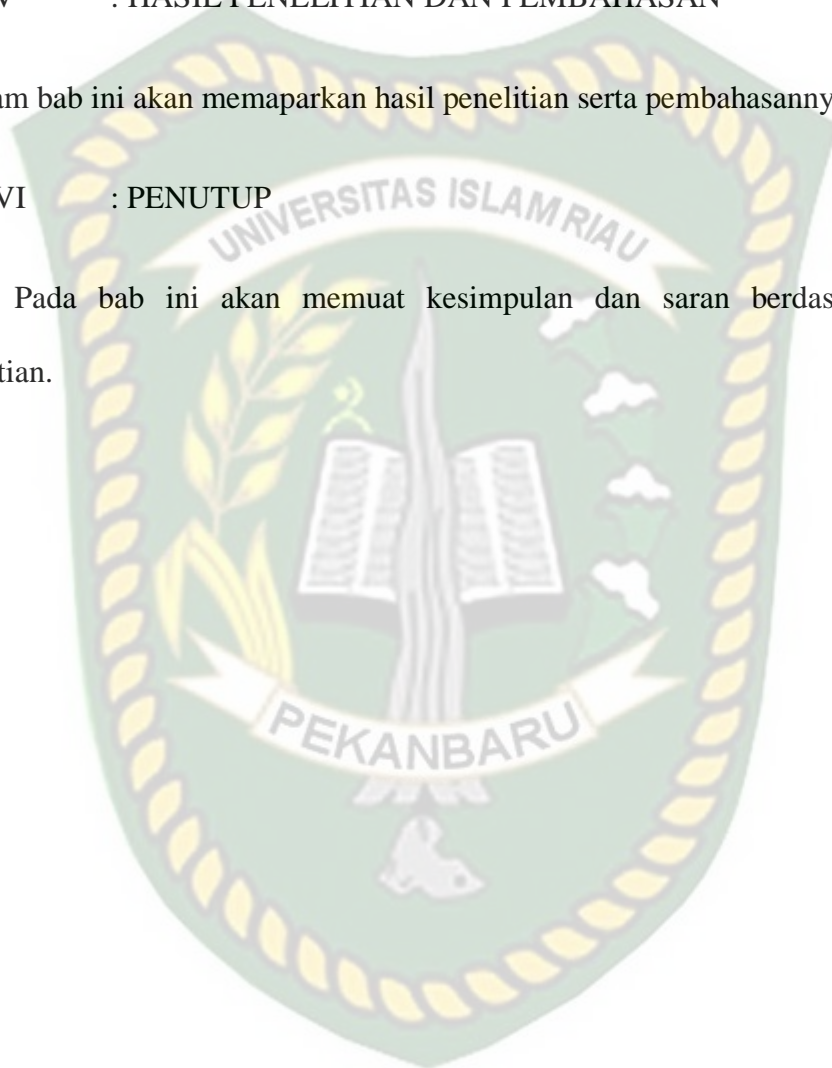 V : HASIL PENELITIAN DAN PEMBAHASAN
am bab ini akan memaparkan hasil penelitian serta pembahasanny
VI : PENUTUP
UNIVERSITAS ISLAM RIAU
Pada bab ini akan memuat kesimpulan dan saran berdas
tian.
PEKANBARU